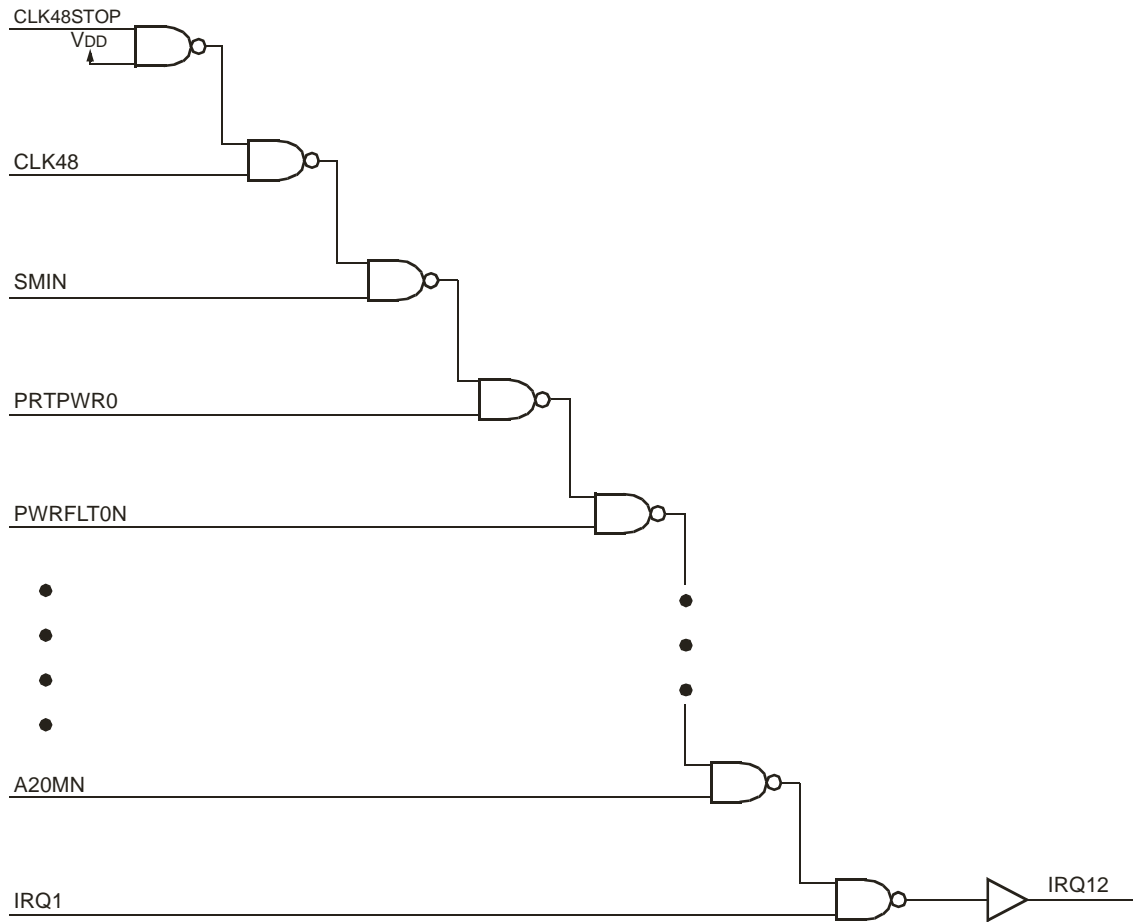 CLK48STOP
VDD
CLK48
SMIN
PRTPWR0
PWRFLT0N
A20MN
IRQ1
IRQ12